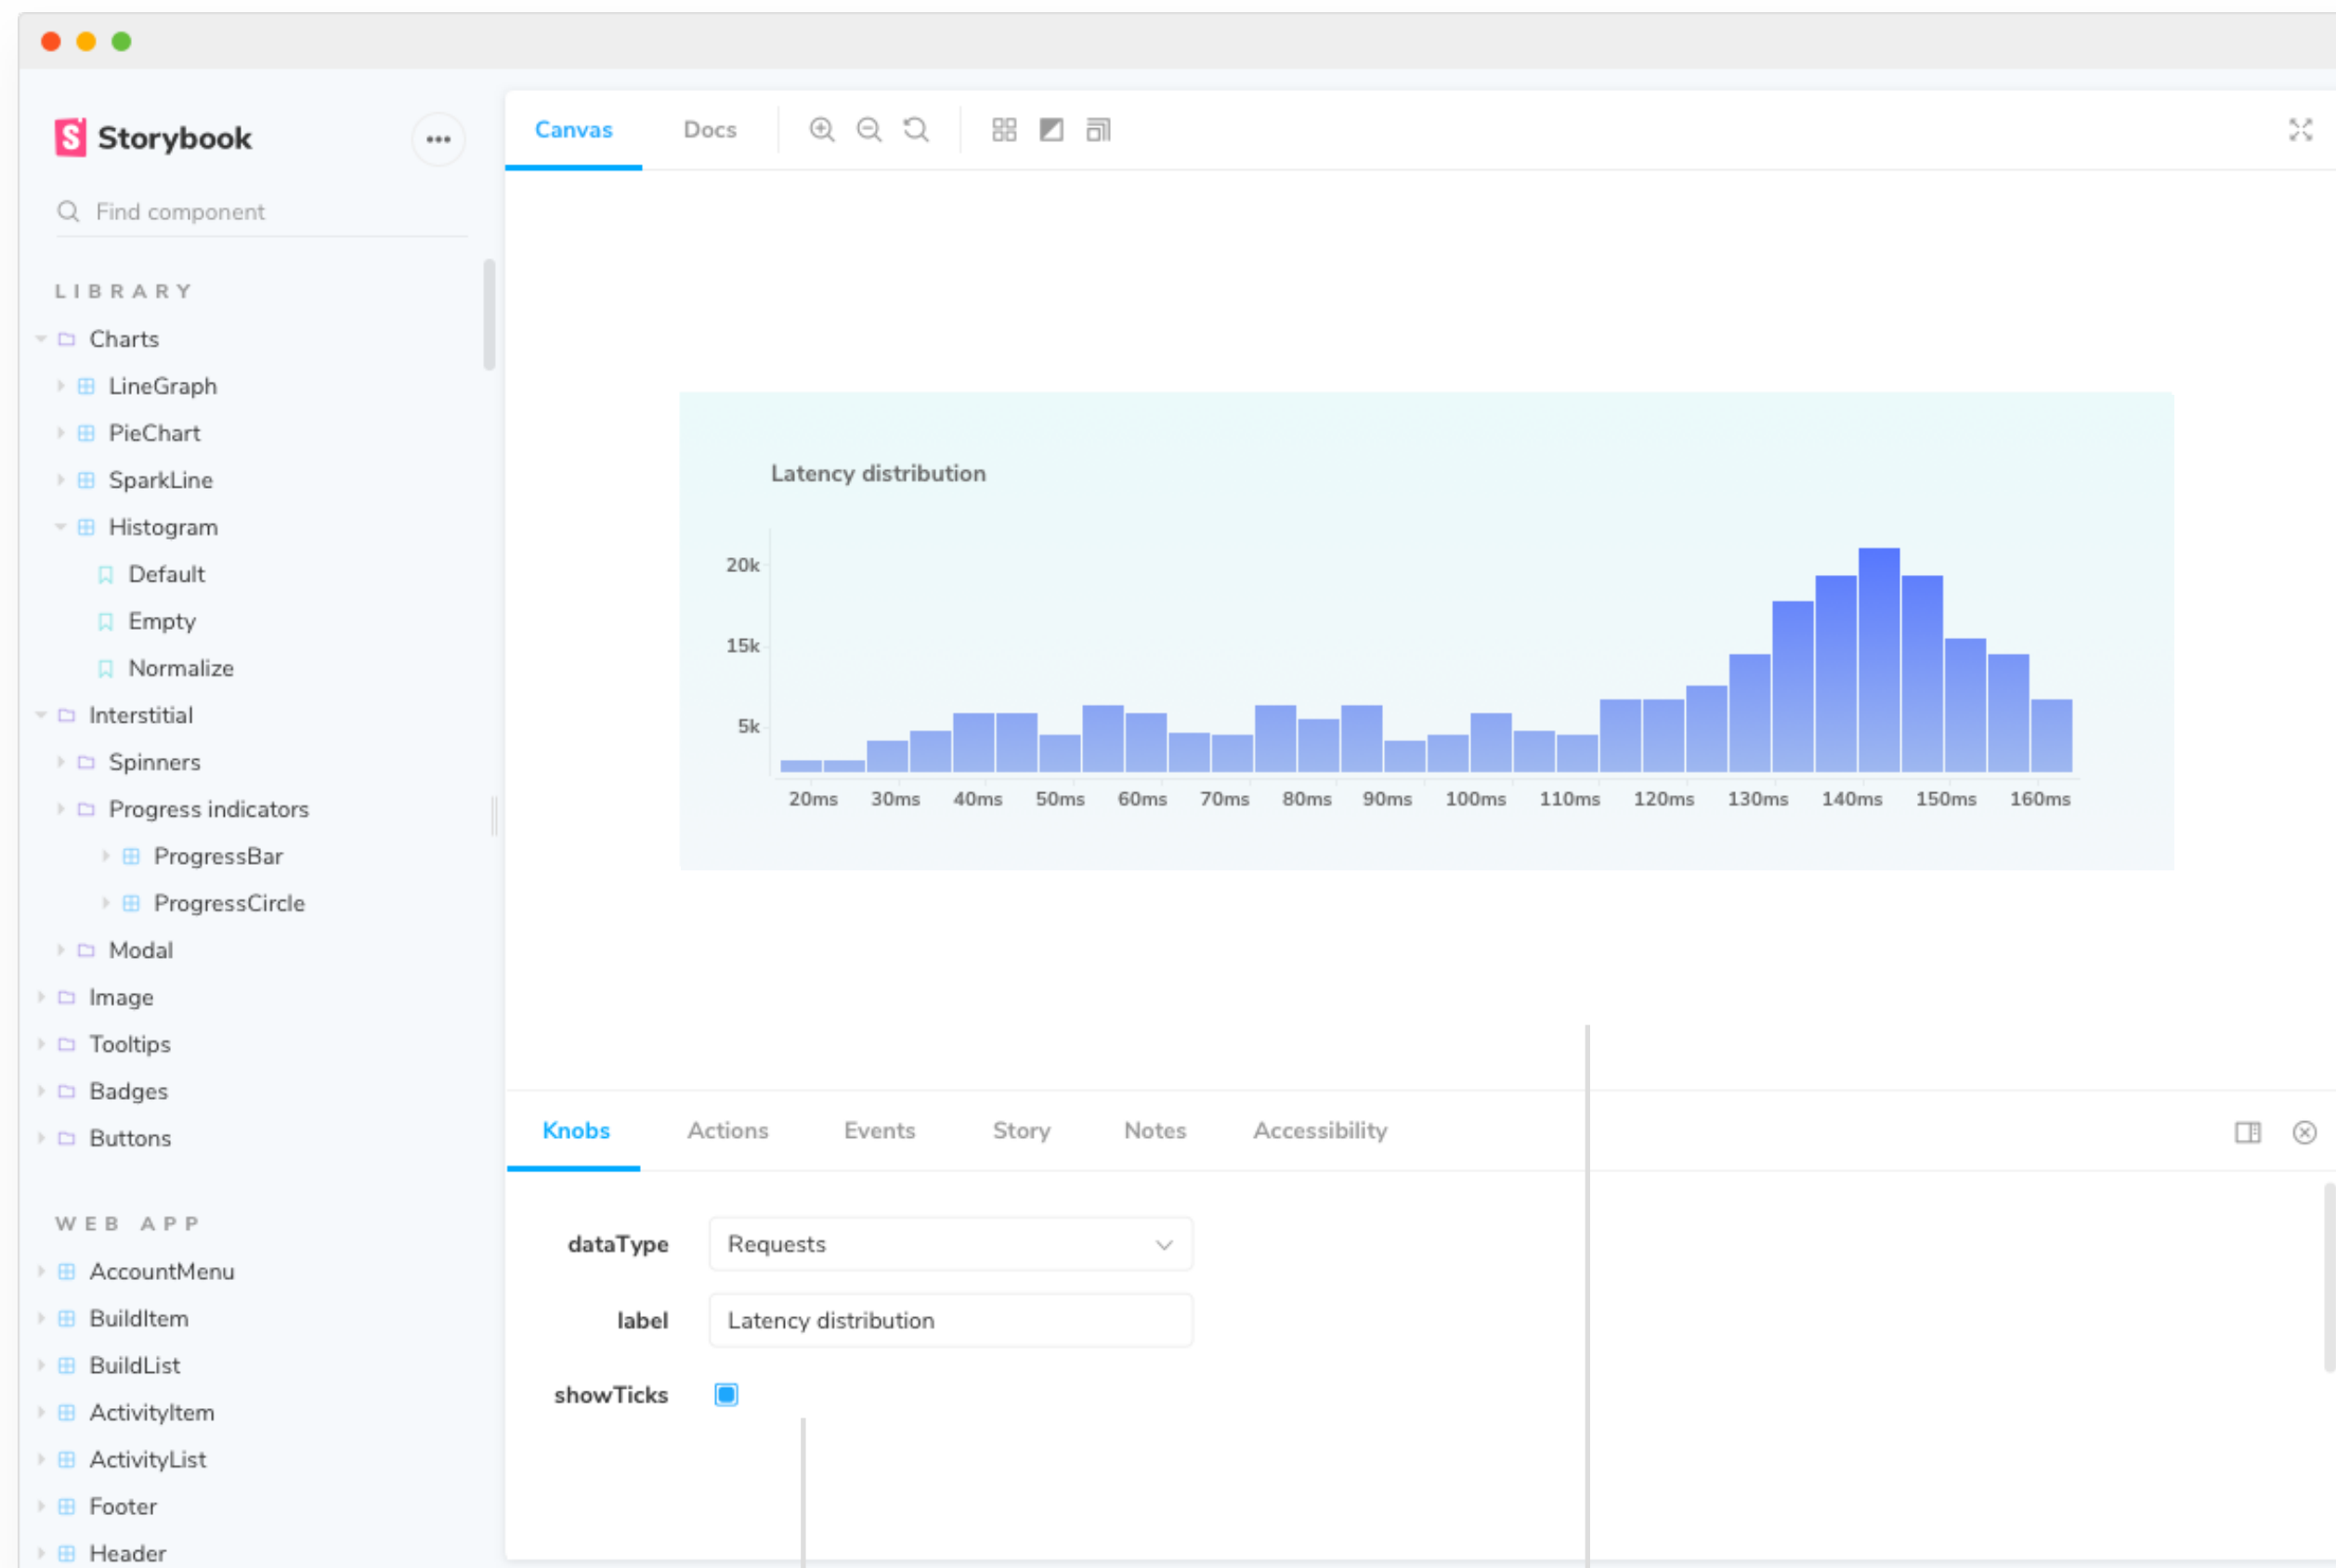 Storybook
Find component
LIBRARY
Charts
LineGraph
PieChart
SparkLine
Histogram
Default
Empty
Normalize
Interstitial
Spinners
Progress indicators
ProgressBar
ProgressCircle
Modal
Image
Tooltips
Badges
Buttons
WEB APP
AccountMenu
BuildItem
BuildList
ActivityItem
ActivityList
Footer
Header
Canvas Docs
Latency distribution
20k
15k
5k
20ms 30ms 40ms 50ms 60ms 70ms 80ms 90ms 100ms 110ms 120ms 130ms 140ms 150ms 160ms
Knobs Actions Events Story Notes Accessibility
dataType Requests
label Latency distribution
showTicks